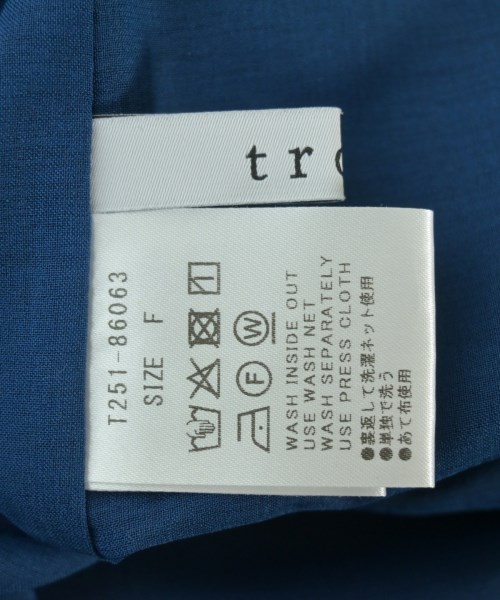 tr
T251-86063
SIZE F
W
F
WASH INSIDE OUT
USE WASH NET
WASH SEPARATELY
USE PRESS CLOTH
●裏返して洗濯ネット使用
●単独で洗う
●あて布使用